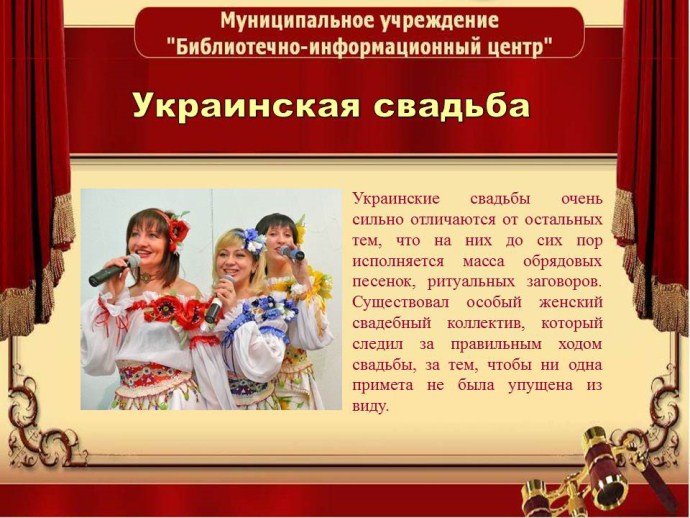 Муниципальное учреждение
"Библиотечно-информационный центр"
Украинская свадьба
Украинские свадьбы очень
сильно отличаются от остальных
тем, что на них до сих пор
исполняется масса обрядовых
песенок, ритуальных заговоров.
Существовал особый женский
свадебный коллектив, который
следил за правильным ходом
свадьбы, за тем, чтобы ни одна
примета не была упущена из
виду.